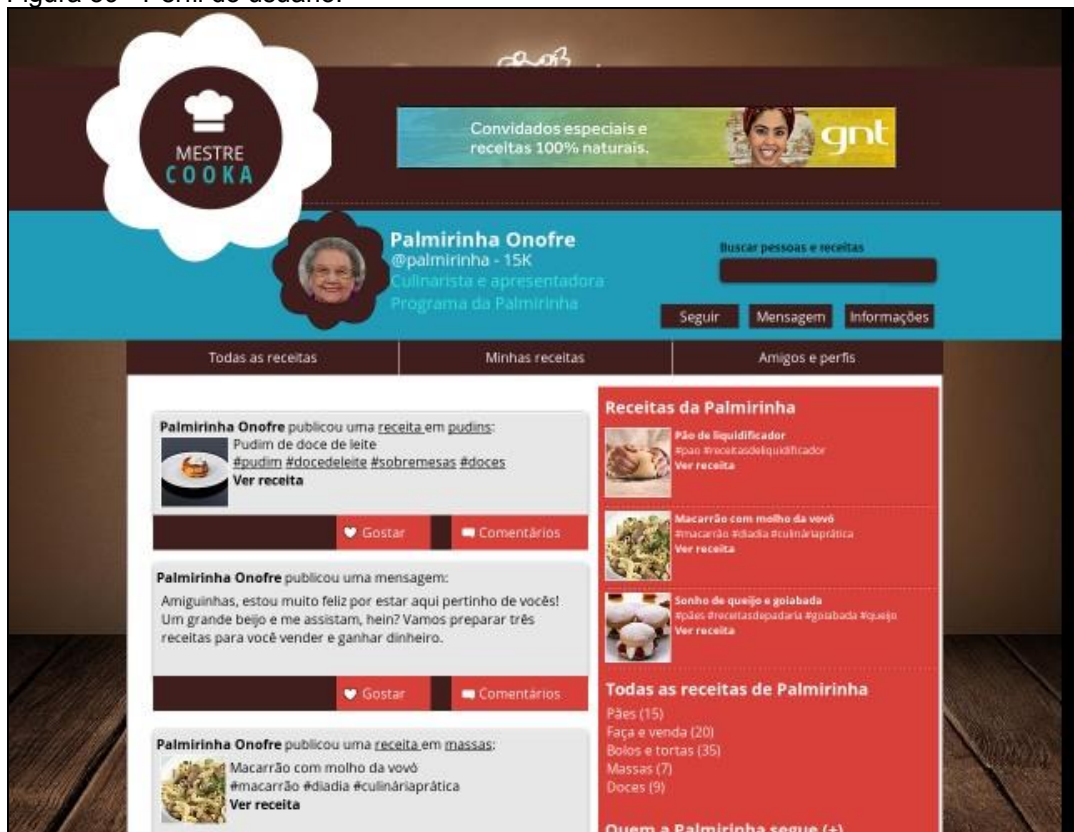 Figura 30 - Perfil de usuário.
MESTRE
COOKA
Convidados especiais e
receitas 100% naturais.
gnt
Palmirinha Onofre
@palmirinha - 15K
Culinarista e apresentadora
Programa da Palmirinha
Buscar pessoas e receitas
Seguir
Mensagem
Informações
Todas as receitas
Minhas receitas
Amigos e perfis
Palmirinha Onofre publicou uma receita em pudins:
Pudim de doce de leite
#pudim #docedeleite #sobremesas #doces
Ver receita
Gostar
Comentários
Palmirinha Onofre publicou uma mensagem:
Amiguinhas, estou muito feliz por estar aqui pertinho de vocês!
Um grande beijo e me assistam, hein? Vamos preparar três
receitas para você vender e ganhar dinheiro.
Gostar
Comentários
Palmirinha Onofre publicou uma receita em massas:
Macarrão com molho da vovó
#macarrão #diadia #culináriaprática
Ver receita
Receitas da Palmirinha
Pão de liquidificador
#pao #receitasdeliquidificador
Ver receita
Macarrão com molho da vovó
#macarrão #diadia #culináriaprática
Ver receita
Sonho de queijo e goiabada
#pães #receitasdepadaria #goiabada #queijo
Ver receita
Todas as receitas de Palmirinha
Pães (15)
Faça e venda (20)
Bolos e tortas (35)
Massas (7)
Doces (9)
Quem a Palmirinha segue (+)